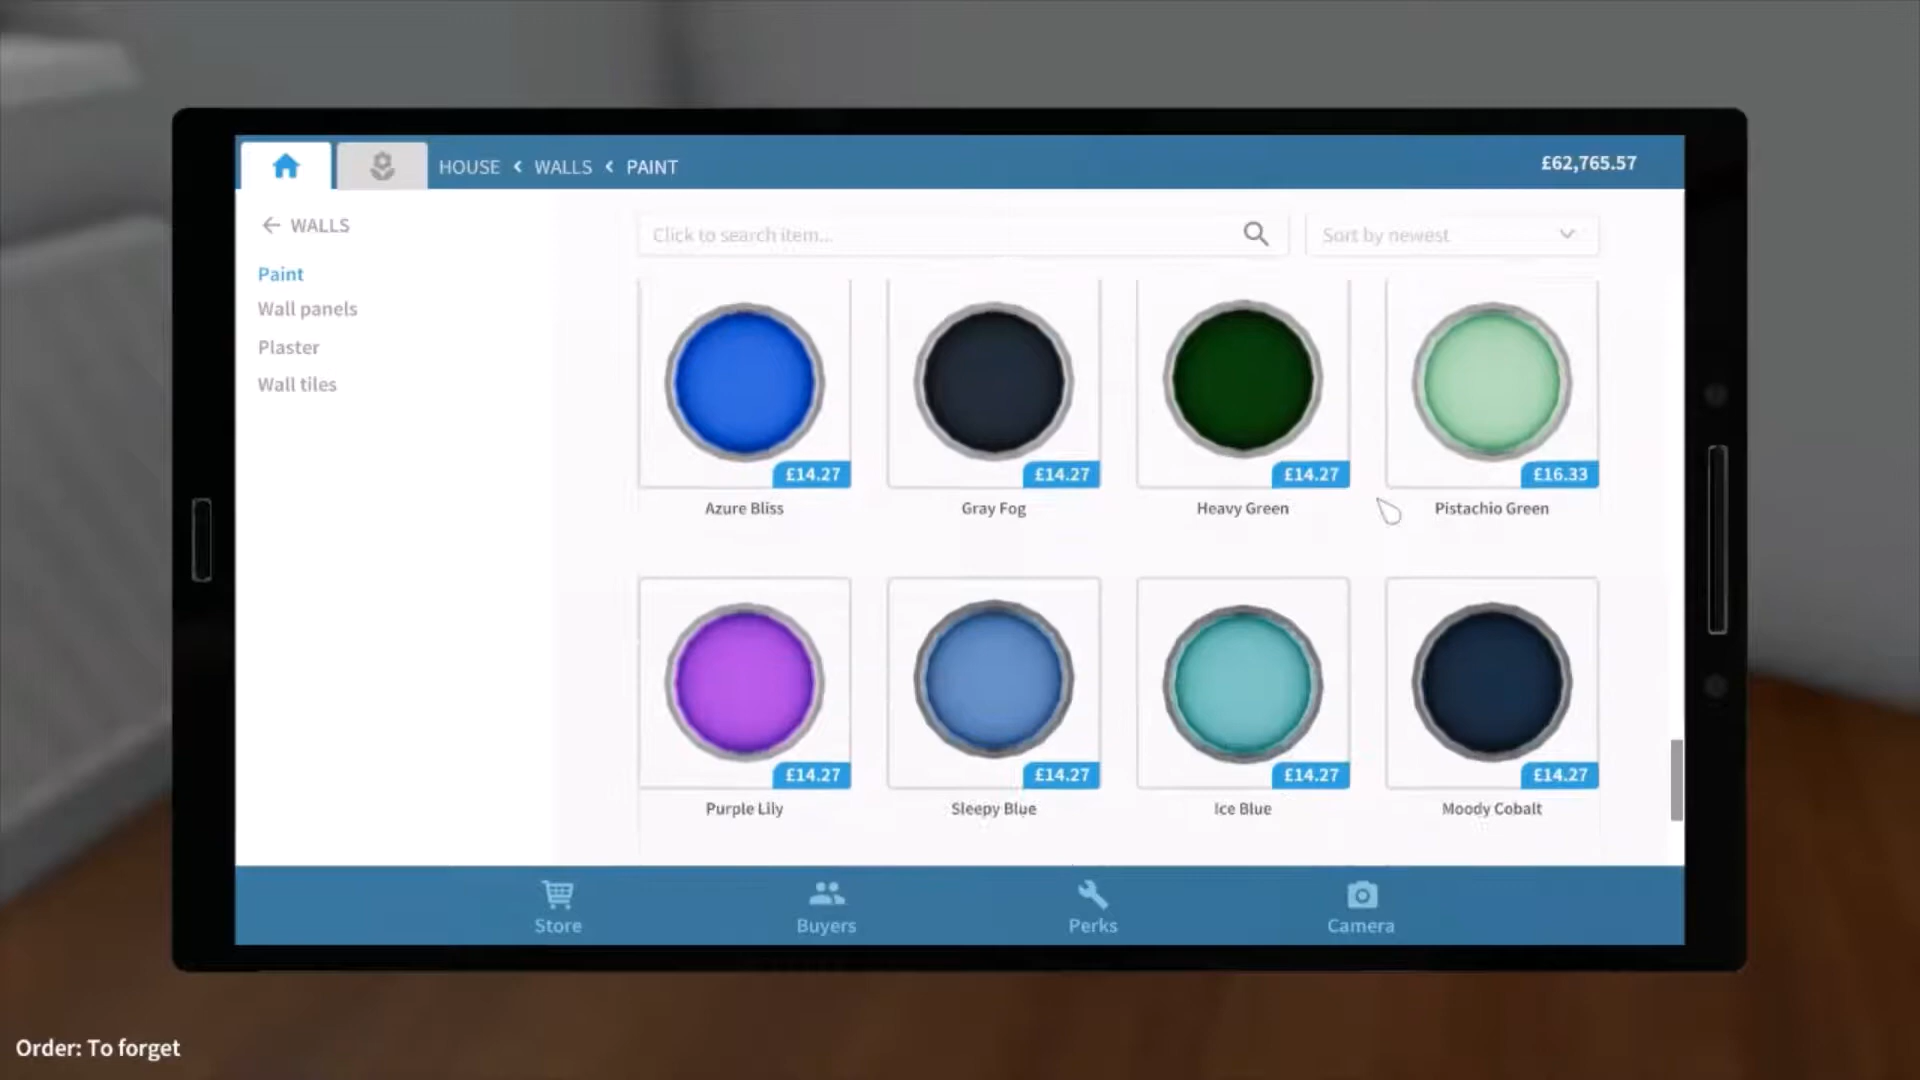 HOUSE < WALLS < PAINT
£62,765.57
WALLS
Paint
Wall panels
Plaster
Wall tiles
Click to search item...
Sort by newest
£14.27
£14.27
£14.27
£16.33
Azure Bliss
Gray Fog
Heavy Green
Pistachio Green
£14.27
£14.27
£14.27
£14.27
Purple Lily
Sleepy Blue
Ice Blue
Moody Cobalt
Store
Buyers
Perks
Camera
Order: To forget